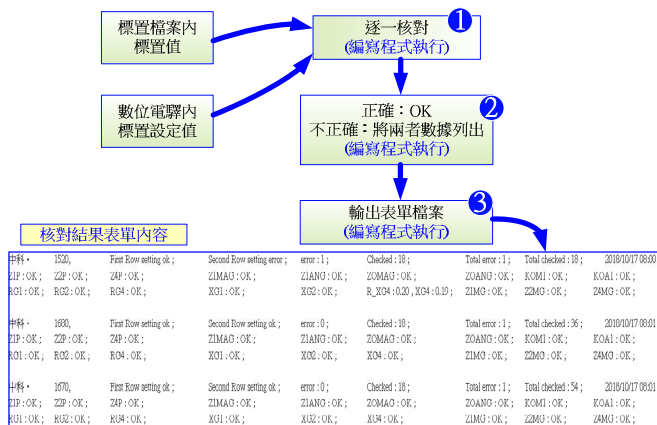 標置檔案內
標置值
逐一核對
(編寫程式執行)
1
數位電驛內
標置設定值
正確：OK
不正確：將兩者數據列出
(編寫程式執行)
2
輸出表單檔案
(編寫程式執行)
3
核對結果表單內容
中科， 1520, First Row setting ok； Second Row setting error； error : 1； Checked : 18； Total error : 1； Total checked : 18； 2018/10/17 08:00
Z1P : OK； Z2P : OK； Z4P : OK； Z1MAG : OK； Z1ANG : OK； Z0MAG : OK； Z0ANG : OK； K0M1 : OK； K0A1 : OK；
RG1 : OK； RG2 : OK； RG4 : OK； XG1 : OK； XG2 : OK； R_XG4 : 0.20 , XG4 : 0.19； Z1MG : OK； Z2MG : OK； Z4MG : OK；
中科， 1680, First Row setting ok； Second Row setting ok； error : 0； Checked : 18； Total error : 1； Total checked : 36； 2018/10/17 08:01
Z1P : OK； Z2P : OK； Z4P : OK； Z1MAG : OK； Z1ANG : OK； Z0MAG : OK； Z0ANG : OK； K0M1 : OK； K0A1 : OK；
RG1 : OK； RG2 : OK； RG4 : OK； XG1 : OK； XG2 : OK； XG4 : OK； Z1MG : OK； Z2MG : OK； Z4MG : OK；
中科， 1670, First Row setting ok； Second Row setting ok； error : 0； Checked : 18； Total error : 1； Total checked : 54； 2018/10/17 08:01
Z1P : OK； Z2P : OK； Z4P : OK； Z1MAG : OK； Z1ANG : OK； Z0MAG : OK； Z0ANG : OK； K0M1 : OK； K0A1 : OK；
RG1 : OK； RG2 : OK； RG4 : OK； XG1 : OK； XG2 : OK； XG4 : OK； Z1MG : OK； Z2MG : OK； Z4MG : OK；